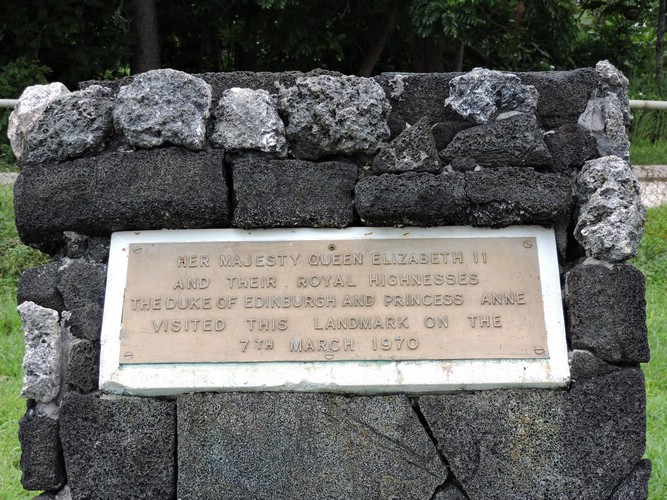 HER MAJESTY QUEEN ELIZABETH II
AND THEIR ROYAL HIGHNESSES
THE DUKE OF EDINBURGH AND PRINCESS ANNE
VISITED THIS LANDMARK ON THE
7TH MARCH 1970